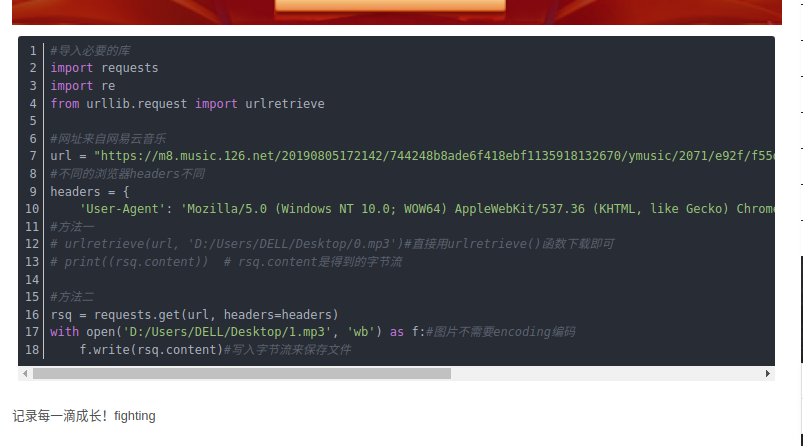 1 #导入必要的库
2 import requests
3 import re
4 from urllib.request import urlretrieve
5
6 #网址来自网易云音乐
7 url = "https://m8.music.126.net/20190805172142/744248b8ade6f418ebf1135918132670/ymusic/2071/e92f/f55
8 #不同的浏览器headers不同
9 headers = {
10 'User-Agent': 'Mozilla/5.0 (Windows NT 10.0; WOW64) AppleWebKit/537.36 (KHTML, like Gecko) Chrom
11 #方法一
12 # urlretrieve(url, 'D:/Users/DELL/Desktop/0.mp3')#直接用urlretrieve()函数下载即可
13 # print((rsq.content))  # rsq.content是得到的字节流
14
15 #方法二
16 rsq = requests.get(url, headers=headers)
17 with open('D:/Users/DELL/Desktop/1.mp3', 'wb') as f:#图片不需要encoding编码
18 f.write(rsq.content)#写入字节流来保存文件
记录每一滴成长！fighting